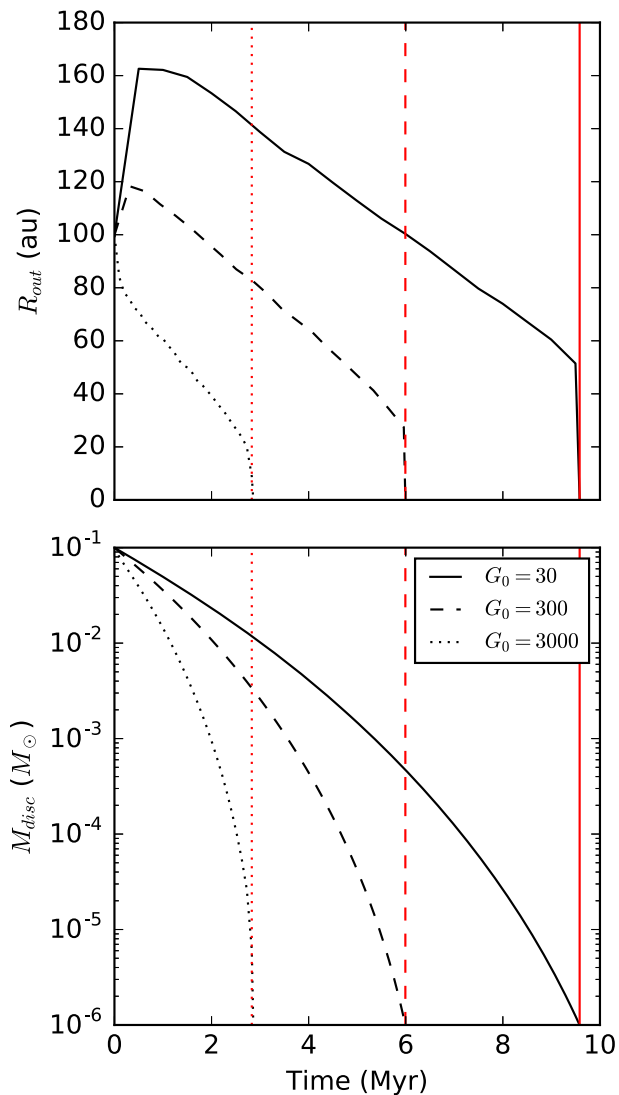 180
160
140
120
100
80
60
40
20
0
R_out (au)
10^-1
10^-2
10^-3
10^-4
10^-5
10^-6
M_disc (M_⊙)
G_0 = 30
G_0 = 300
G_0 = 3000
0 2 4 6 8 10
Time (Myr)